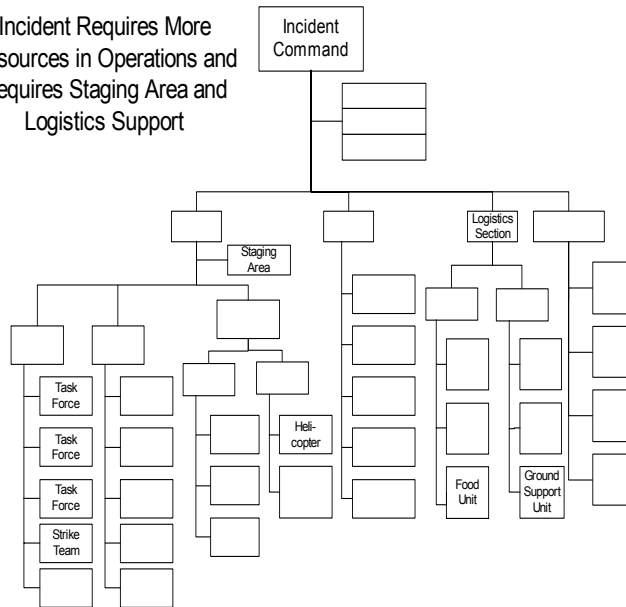 Incident Requires More
sources in Operations and
equires Staging Area and
Logistics Support
Incident
Command
Logistics
Section
Staging
Area
Task
Force
Task
Force
Task
Force
Strike
Team
Heli-
copter
Food
Unit
Ground
Support
Unit